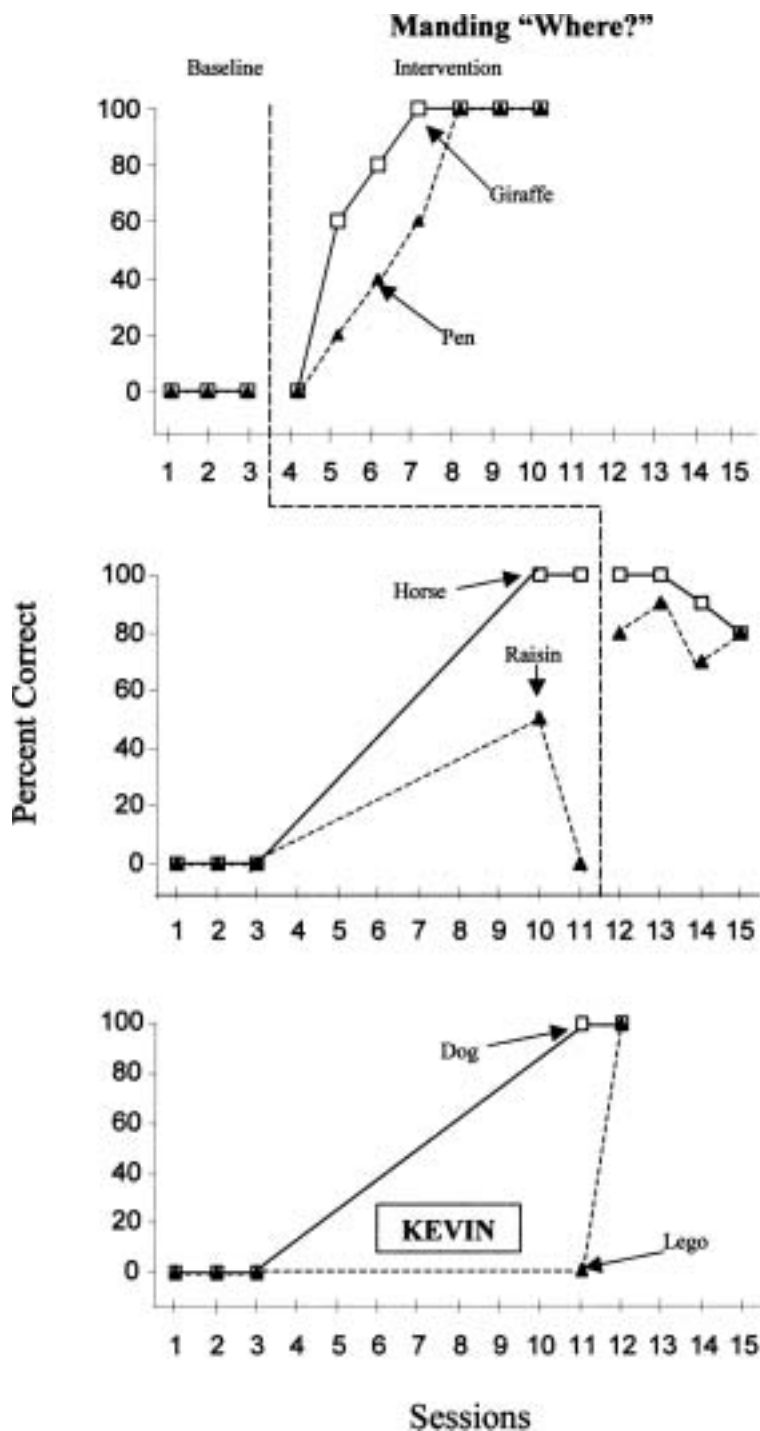 Manding “Where?”
Baseline Intervention
100
80
60
40
20
0
Giraffe
Pen
1 2 3 4 5 6 7 8 9 10 11 12 13 14 15
Percent Correct
100
80
60
40
20
0
Horse
Raisin
1 2 3 4 5 6 7 8 9 10 11 12 13 14 15
100
80
60
40
20
0
Dog
KEVIN
Lego
1 2 3 4 5 6 7 8 9 10 11 12 13 14 15
Sessions